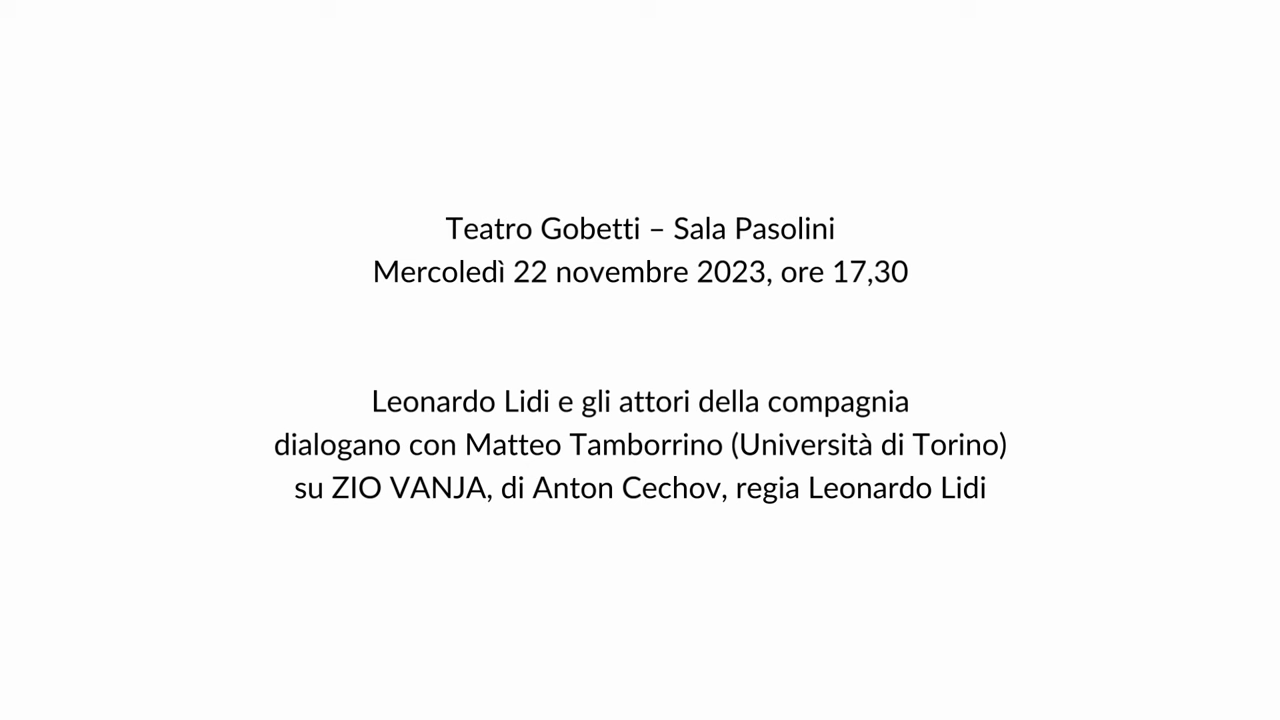 Teatro Gobetti – Sala Pasolini
Mercoledì 22 novembre 2023, ore 17,30
Leonardo Lidi e gli attori della compagnia
dialogano con Matteo Tamborrino (Università di Torino)
su ZIO VANJA, di Anton Cechov, regia Leonardo Lidi